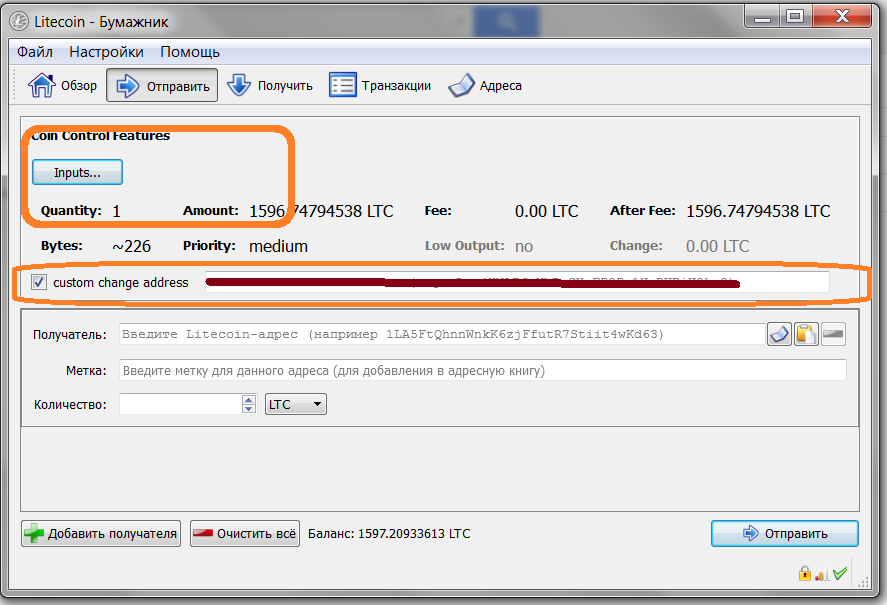 Litecoin - Бумажник
Файл Настройки Помощь
Обзор Отправить Получить Транзакции Адреса
Coin Control Features
Inputs...
Quantity: 1 Amount: 1596.74794538 LTC Fee: 0.00 LTC After Fee: 1596.74794538 LTC
Bytes: ~226 Priority: medium Low Output: no Change: 0.00 LTC
custom change address
Получатель: Введите Litecoin-адрес (например 1LA5FtQhnnWnkK6zjFfutR7Stiit4wKd63)
Метка: Введите метку для данного адреса (для добавления в адресную книгу)
Количество: LTC
Добавить получателя Очистить всё Баланс: 1597.20933613 LTC Отправить